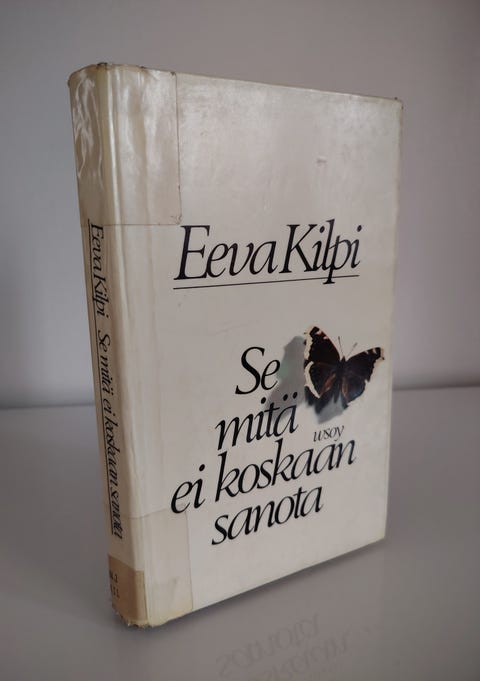 Eeva Kilpi
Se
mitä
wsoy
ei koskaan
sanota
Eeva Kilpi Se mitä ei koskaan sanota